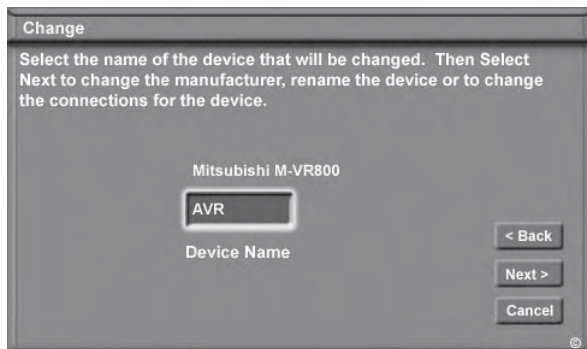 Change
Select the name of the device that will be changed.  Then Select
Next to change the manufacturer, rename the device or to change
the connections for the device.
Mitsubishi M-VR800
AVR
Device Name
< Back
Next >
Cancel
©